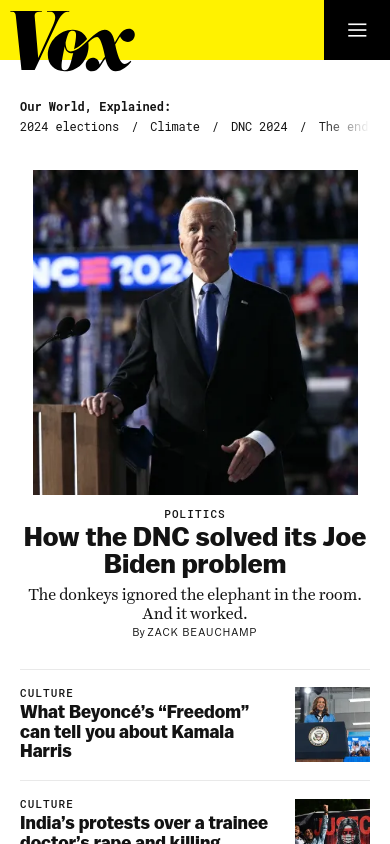 Vox
Our World, Explained:
2024 elections / Climate / DNC 2024 / The end
NCE 2024
POLITICS
How the DNC solved its Joe
Biden problem
The donkeys ignored the elephant in the room.
And it worked.
By ZACK BEAUCHAMP
CULTURE
What Beyoncé’s “Freedom”
can tell you about Kamala
Harris
CULTURE
India’s protests over a trainee
doctor’s rape and killing